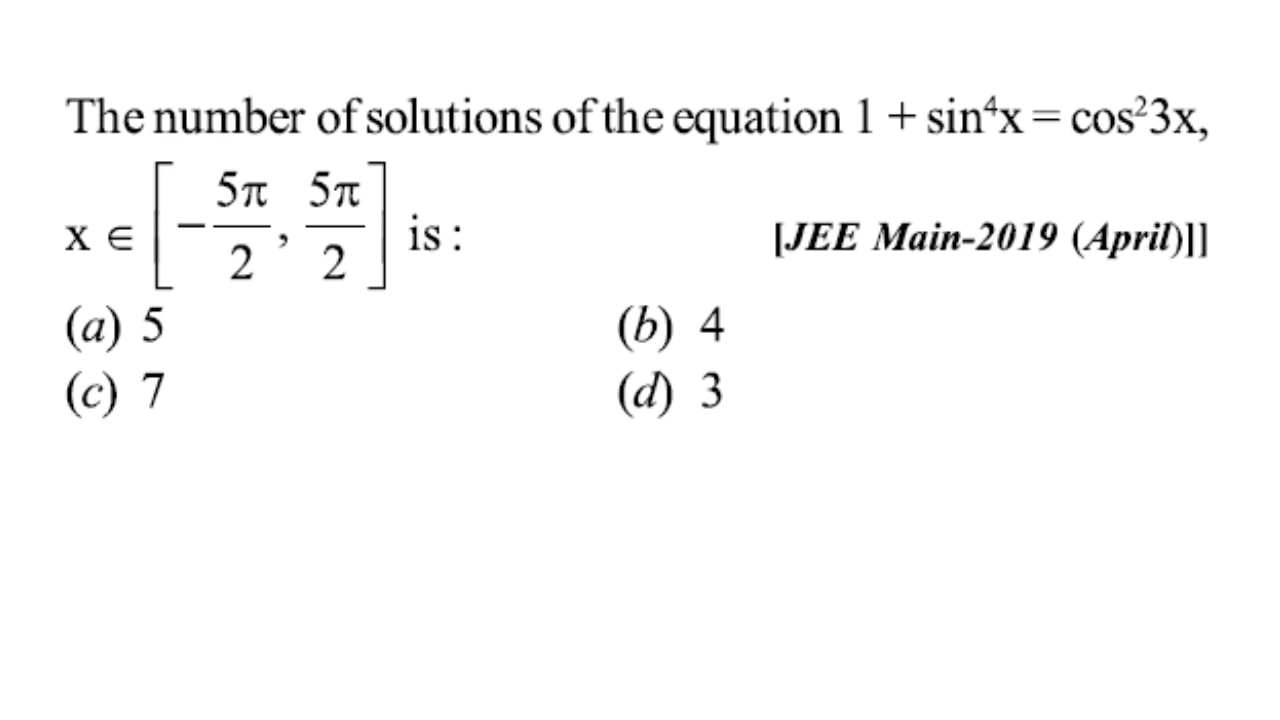 The number of solutions of the equation 1 + sin⁴x = cos²3x,
x ∈ [−5π/2, 5π/2] is : [JEE Main-2019 (April)]]
(a) 5 (b) 4
(c) 7 (d) 3